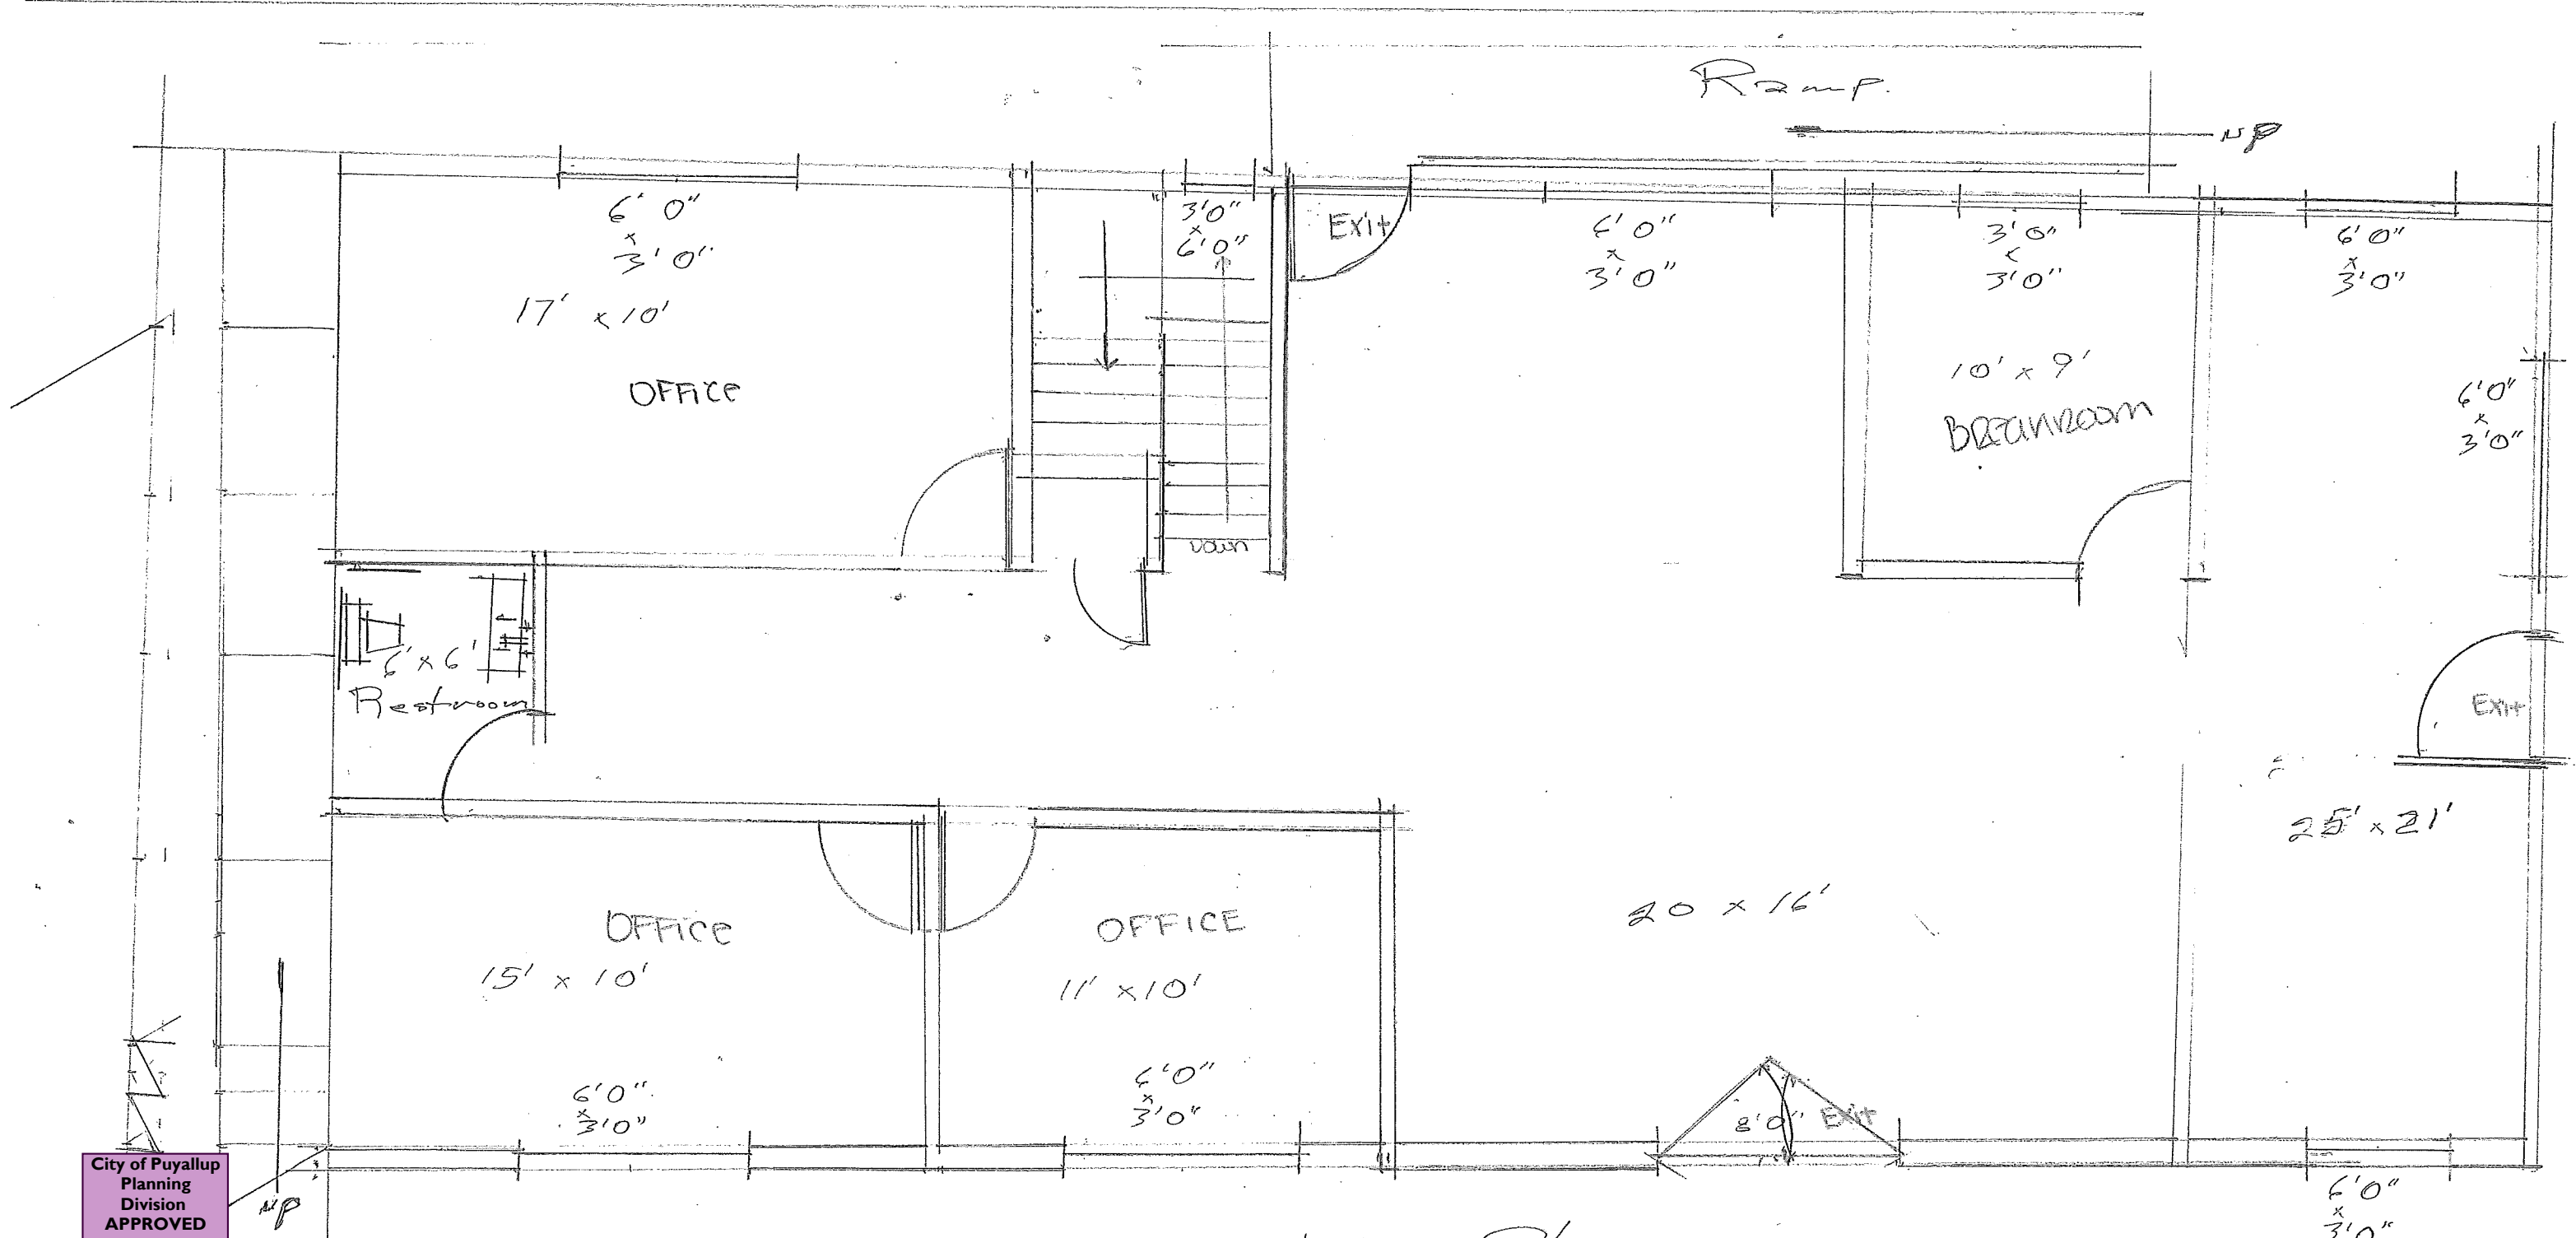 Ramp.
UP
6' 0"
x
3' 0"
17' x 10'
OFFICE
3'0"
x
6'0"
Down
Exit
6'0"
x
3'0"
3'0"
x
3'0"
10' x 9'
BREAKROOM
6'0"
x
3'0"
6'0"
x
3'0"
6' x 6'
Restroom
Exit
25' x 21'
OFFICE
15' x 10'
6'0"
x
3'0"
OFFICE
11' x 10'
6'0"
x
3'0"
20 x 16'
8'0" Exit
6'0"
x
3'0"
City of Puyallup
Planning
Division
APPROVED
UP